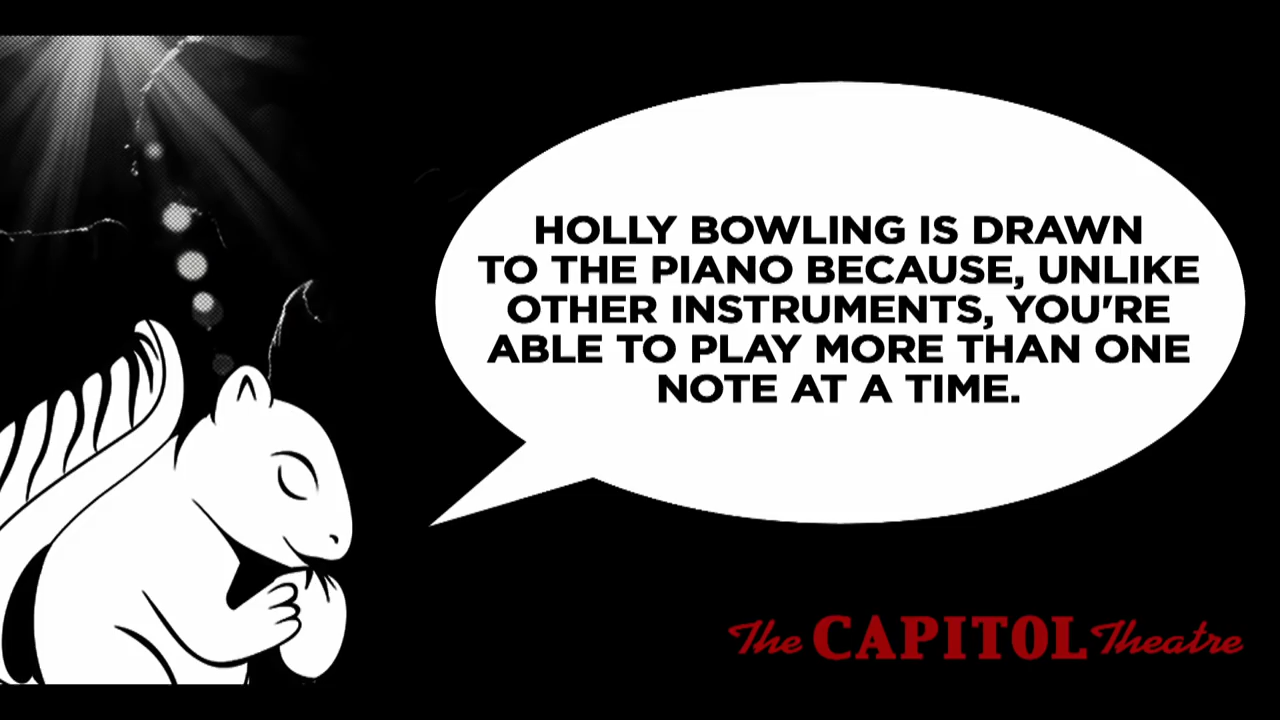 HOLLY BOWLING IS DRAWN
TO THE PIANO BECAUSE, UNLIKE
OTHER INSTRUMENTS, YOU'RE
ABLE TO PLAY MORE THAN ONE
NOTE AT A TIME.
The CAPITOL Theatre